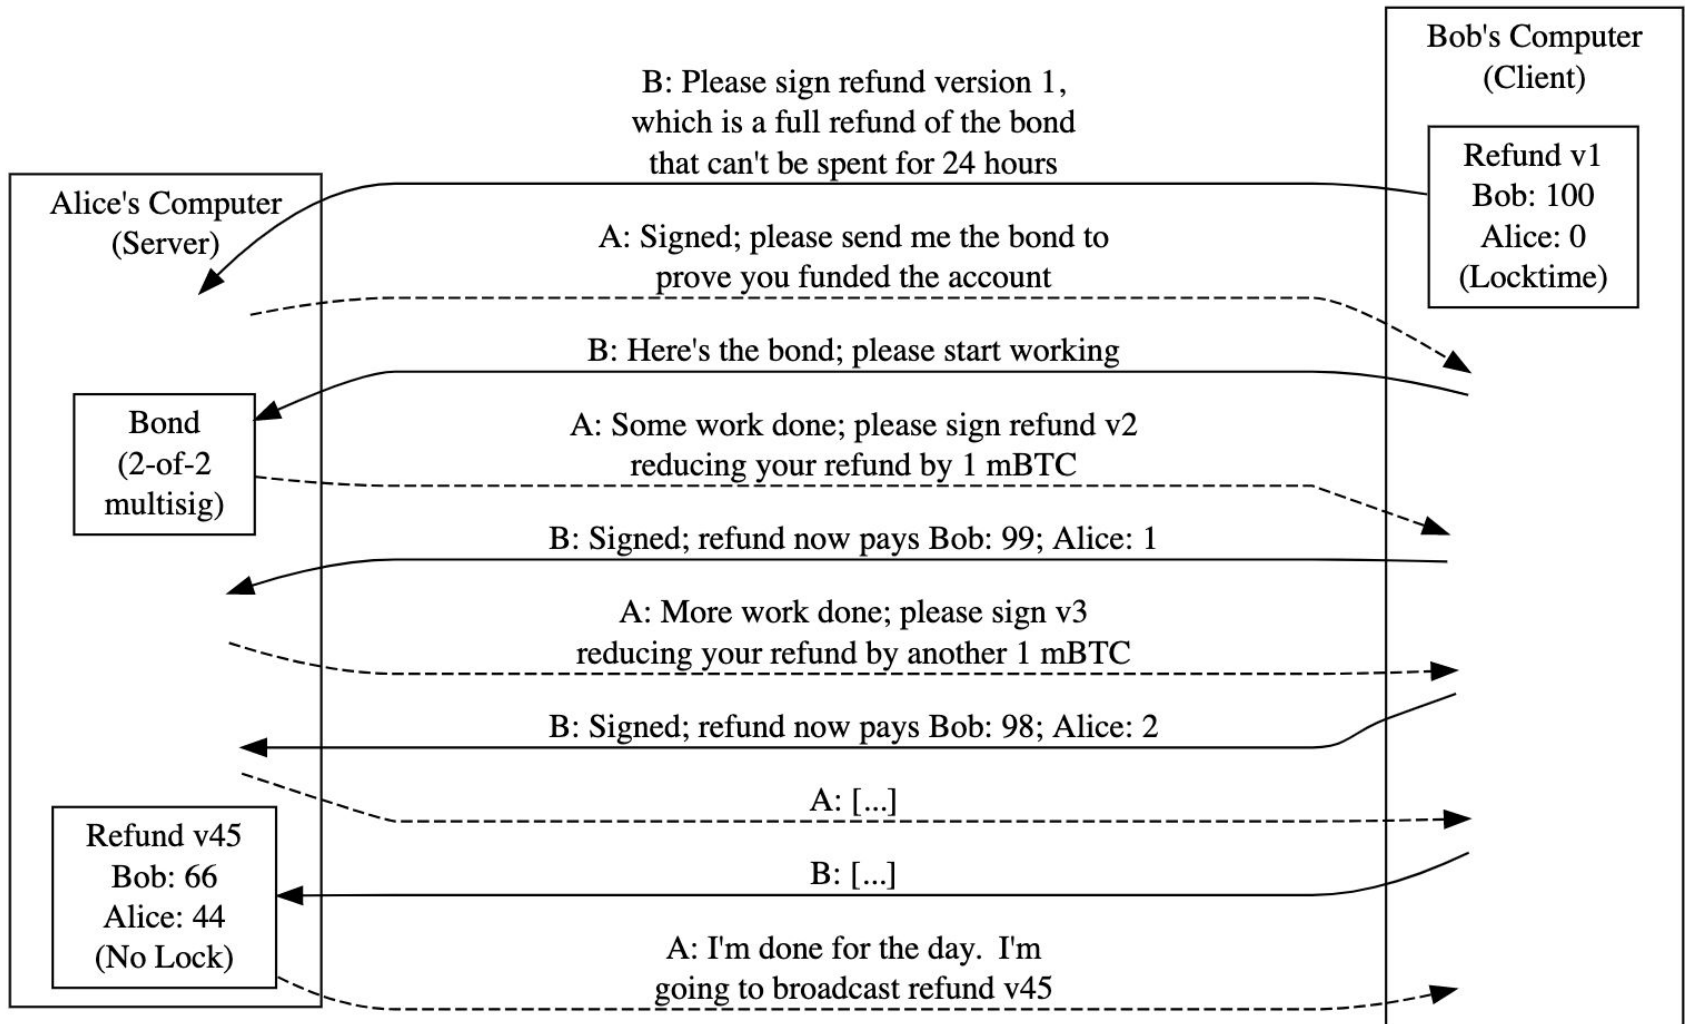 Bob's Computer
(Client)
B: Please sign refund version 1,
which is a full refund of the bond
that can't be spent for 24 hours
Refund v1
Bob: 100
Alice: 0
(Locktime)
Alice's Computer
(Server)
A: Signed; please send me the bond to
prove you funded the account
B: Here's the bond; please start working
Bond
(2-of-2
multisig)
A: Some work done; please sign refund v2
reducing your refund by 1 mBTC
B: Signed; refund now pays Bob: 99; Alice: 1
A: More work done; please sign v3
reducing your refund by another 1 mBTC
B: Signed; refund now pays Bob: 98; Alice: 2
A: [...]
Refund v45
Bob: 66
Alice: 44
(No Lock)
B: [...]
A: I'm done for the day.  I'm
going to broadcast refund v45